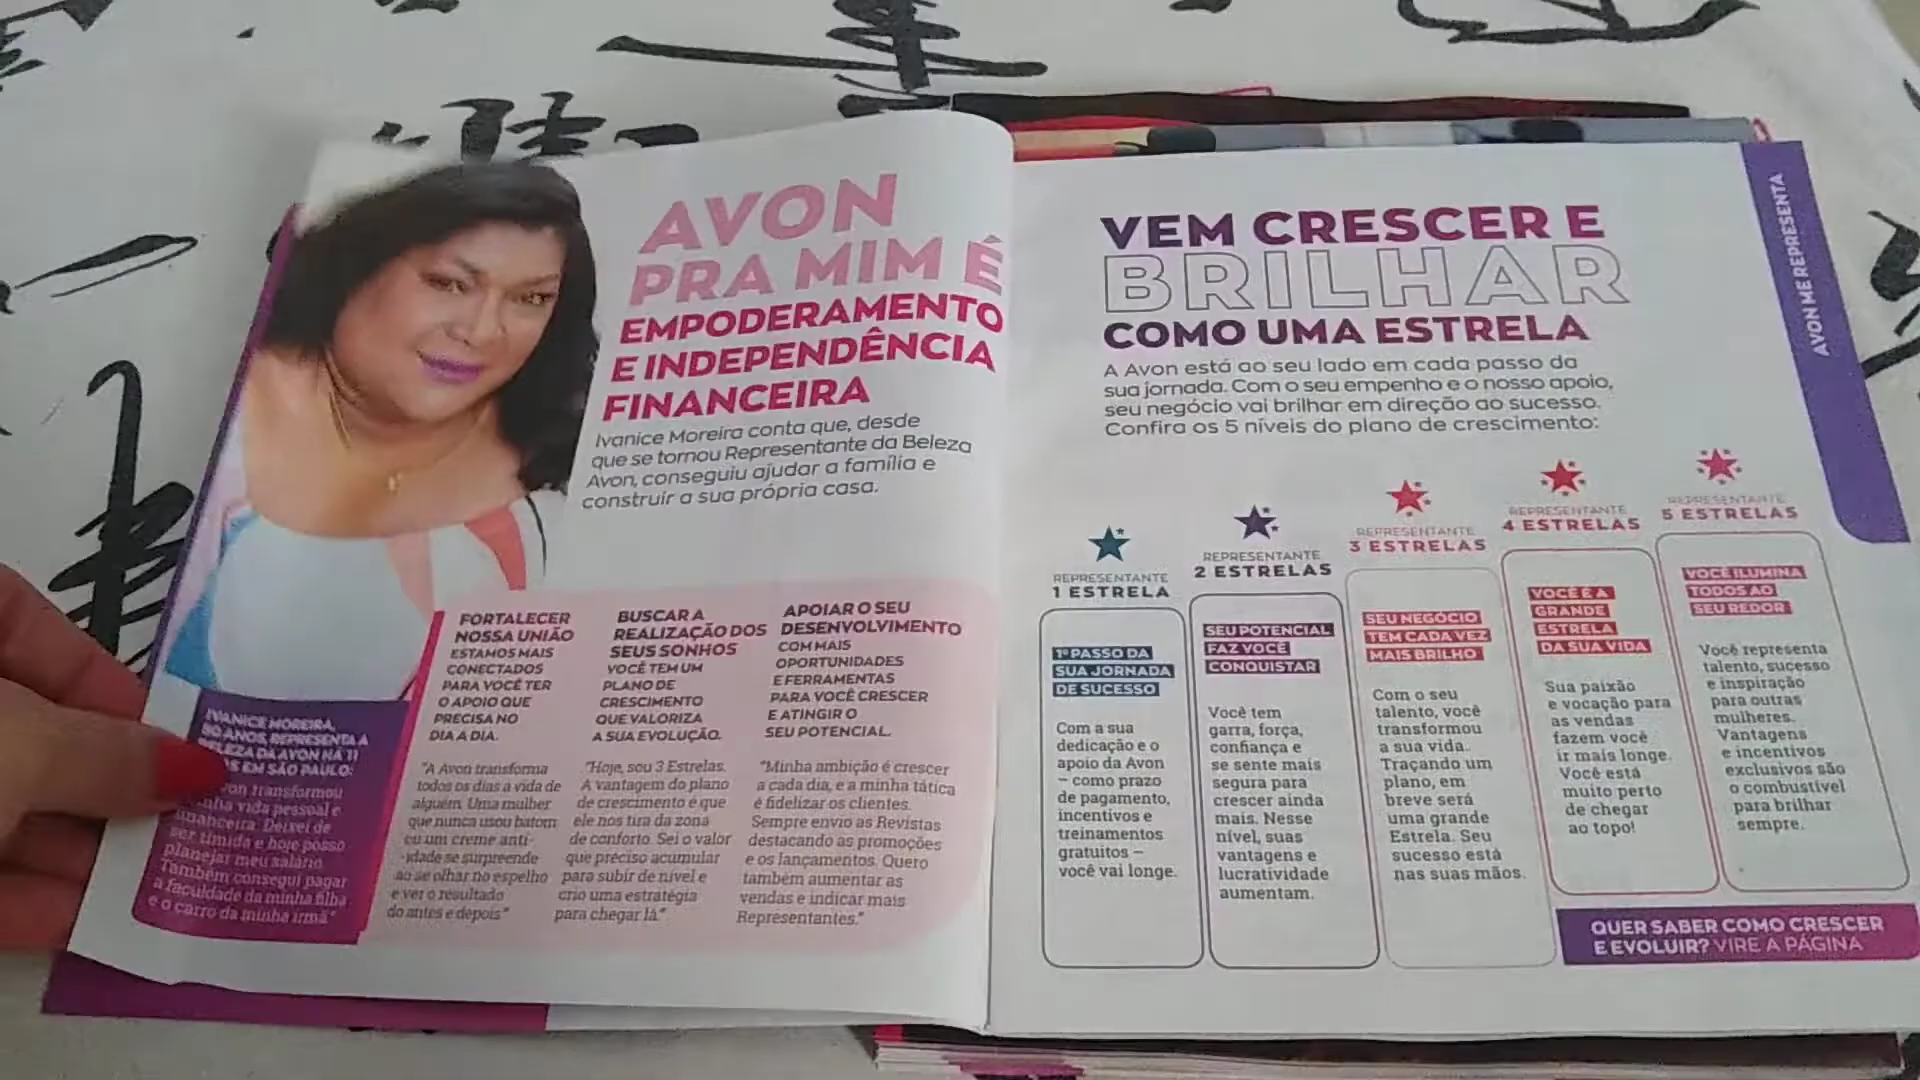 AVON
PRA MIM É
EMPODERAMENTO
E INDEPENDÊNCIA
FINANCEIRA
Ivanice Moreira conta que, desde
que se tornou Representante da Beleza
Avon, conseguiu ajudar a família e
construir a sua própria casa.
IVANICE MOREIRA,
ANOS, REPRESENTA A
BELEZA DA AVON HÁ 11
EM SÃO PAULO:
transformou
vida pessoal e
financeira. Deixei de
ser tímida e hoje posso
planejar meu salário.
Também consegui pagar
a faculdade da minha filha
e o carro da minha irmã"
FORTALECER
NOSSA UNIÃO
ESTAMOS MAIS
CONECTADOS
PARA VOCÊ TER
O APOIO QUE
PRECISA NO
DIA A DIA.
"A Avon transforma
todos os dias a vida de
alguém. Uma mulher
que nunca usou batom
ou um creme anti-
-idade se surpreende
ao se olhar no espelho
e ver o resultado
do antes e depois"
BUSCAR A
REALIZAÇÃO DOS
SEUS SONHOS
VOCÊ TEM UM
PLANO DE
CRESCIMENTO
QUE VALORIZA
A SUA EVOLUÇÃO.
"Hoje, sou 3 Estrelas.
A vantagem do plano
de crescimento é que
ele nos tira da zona
de conforto. Sei o valor
que preciso acumular
para subir de nível e
crio uma estratégia
para chegar lá."
APOIAR O SEU
DESENVOLVIMENTO
COM MAIS
OPORTUNIDADES
E FERRAMENTAS
PARA VOCÊ CRESCER
E ATINGIR O
SEU POTENCIAL.
"Minha ambição é crescer
a cada dia, e a minha tática
é fidelizar os clientes.
Sempre envio as Revistas
destacando as promoções
e os lançamentos. Quero
também aumentar as
vendas e indicar mais
Representantes."
VEM CRESCER E
BRILHAR
COMO UMA ESTRELA
A Avon está ao seu lado em cada passo da
sua jornada. Com o seu empenho e o nosso apoio,
seu negócio vai brilhar em direção ao sucesso.
Confira os 5 níveis do plano de crescimento:
REPRESENTANTE
1 ESTRELA
1º PASSO DA
SUA JORNADA
DE SUCESSO
Com a sua
dedicação e o
apoio da Avon
– como prazo
de pagamento,
incentivos e
treinamentos
gratuitos –
você vai longe.
REPRESENTANTE
2 ESTRELAS
SEU POTENCIAL
FAZ VOCÊ
CONQUISTAR
Você tem
garra, força,
confiança e
se sente mais
segura para
crescer ainda
mais. Nesse
nível, suas
vantagens e
lucratividade
aumentam.
REPRESENTANTE
3 ESTRELAS
SEU NEGÓCIO
TEM CADA VEZ
MAIS BRILHO
Com o seu
talento, você
transformou
a sua vida.
Traçando um
plano, em
breve será
uma grande
Estrela. Seu
sucesso está
nas suas mãos.
REPRESENTANTE
4 ESTRELAS
VOCÊ É A
GRANDE
ESTRELA
DA SUA VIDA
Sua paixão
e vocação para
as vendas
fazem você
ir mais longe.
Você está
muito perto
de chegar
ao topo!
REPRESENTANTE
5 ESTRELAS
VOCÊ ILUMINA
TODOS AO
SEU REDOR
Você representa
talento, sucesso
e inspiração
para outras
mulheres.
Vantagens
e incentivos
exclusivos são
o combustível
para brilhar
sempre.
QUER SABER COMO CRESCER
E EVOLUIR? VIRE A PÁGINA
AVON ME REPRESENTA